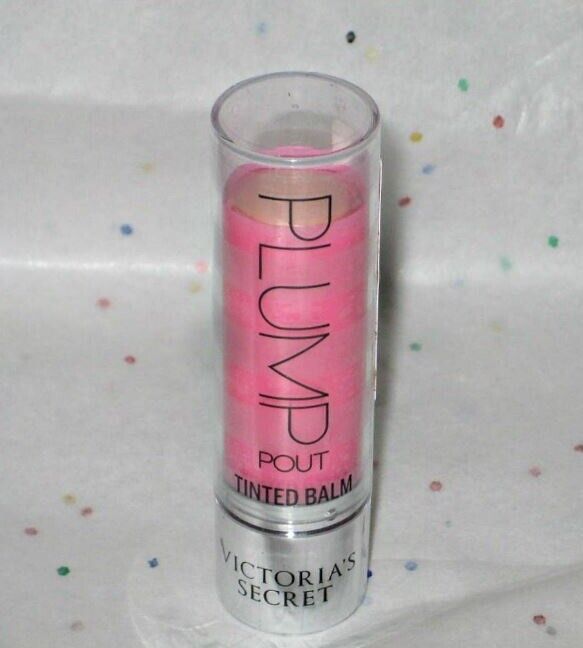 PLUMP
POUT
TINTED BALM
VICTORIA'S
SECRET